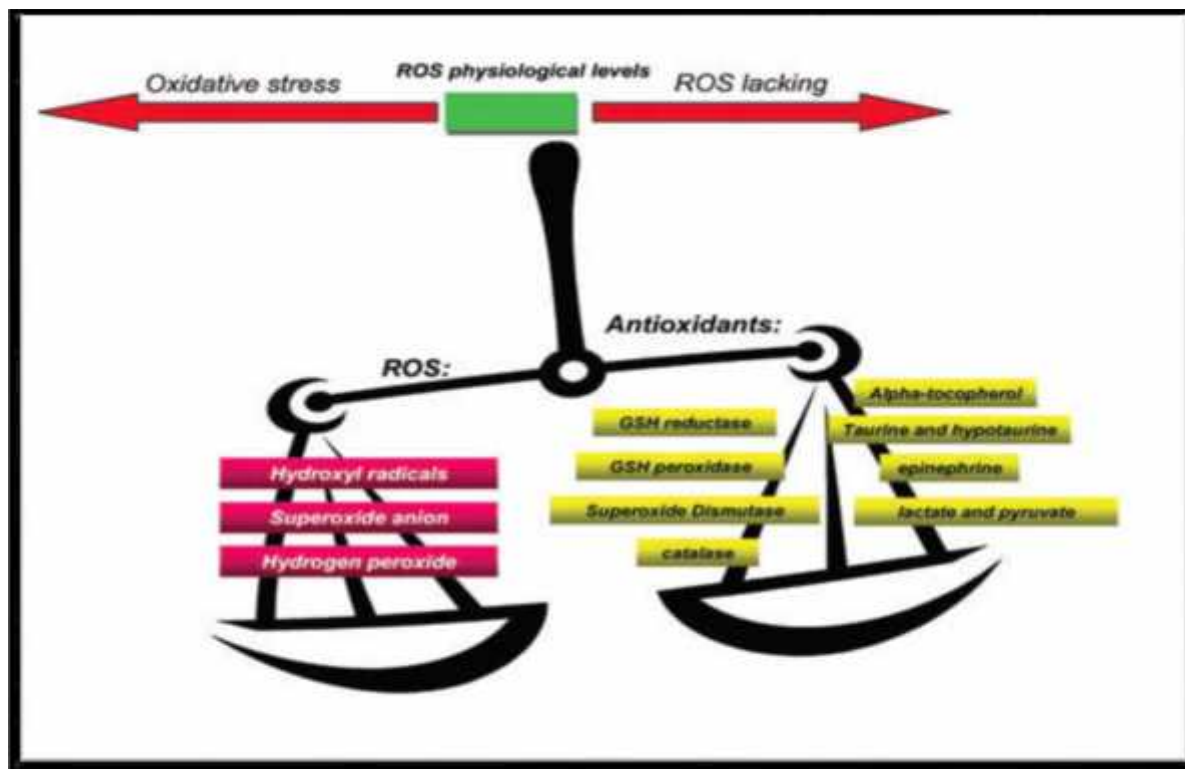 ROS physiological levels
Oxidative stress
ROS lacking
Antioxidants:
ROS:
Hydroxyl radicals
Superoxide anion
Hydrogen peroxide
GSH reductase
GSH peroxidase
Superoxide Dismutase
catalase
Alpha-tocopherol
Taurine and hypotaurine
epinephrine
lactate and pyruvate